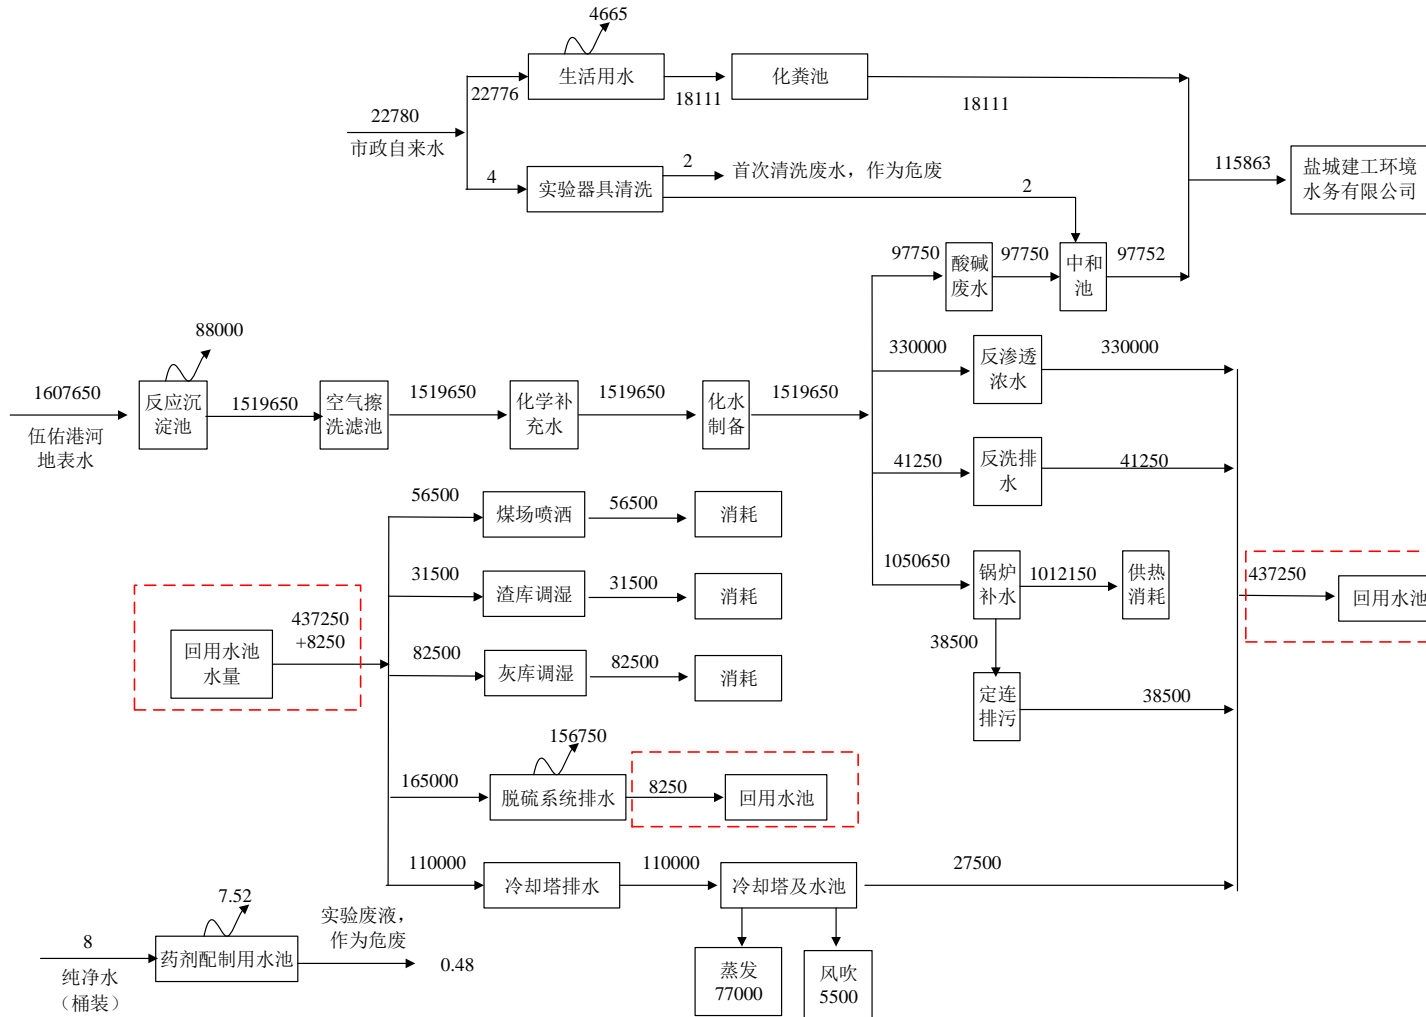 4665
生活用水
化粪池
22776
18111
18111
22780
市政自来水
4
实验器具清洗
2
首次清洗废水，作为危废
2
115863
盐城建工环境
水务有限公司
97750
酸碱
废水
97750
中和
池
97752
88000
1607650
伍佑港河
地表水
反应沉
淀池
1519650
空气擦
洗滤池
1519650
化学补
充水
1519650
化水
制备
1519650
330000
反渗透
浓水
330000
41250
反洗排
水
41250
1050650
锅炉
补水
1012150
供热
消耗
38500
定连
排污
38500
437250
回用水池
回用水池
水量
437250
+8250
56500
煤场喷洒
56500
消耗
31500
渣库调湿
31500
消耗
82500
灰库调湿
82500
消耗
156750
165000
脱硫系统排水
8250
回用水池
110000
冷却塔排水
110000
冷却塔及水池
27500
蒸发
77000
风吹
5500
7.52
8
纯净水
（桶装）
药剂配制用水池
实验废液，
作为危废
0.48